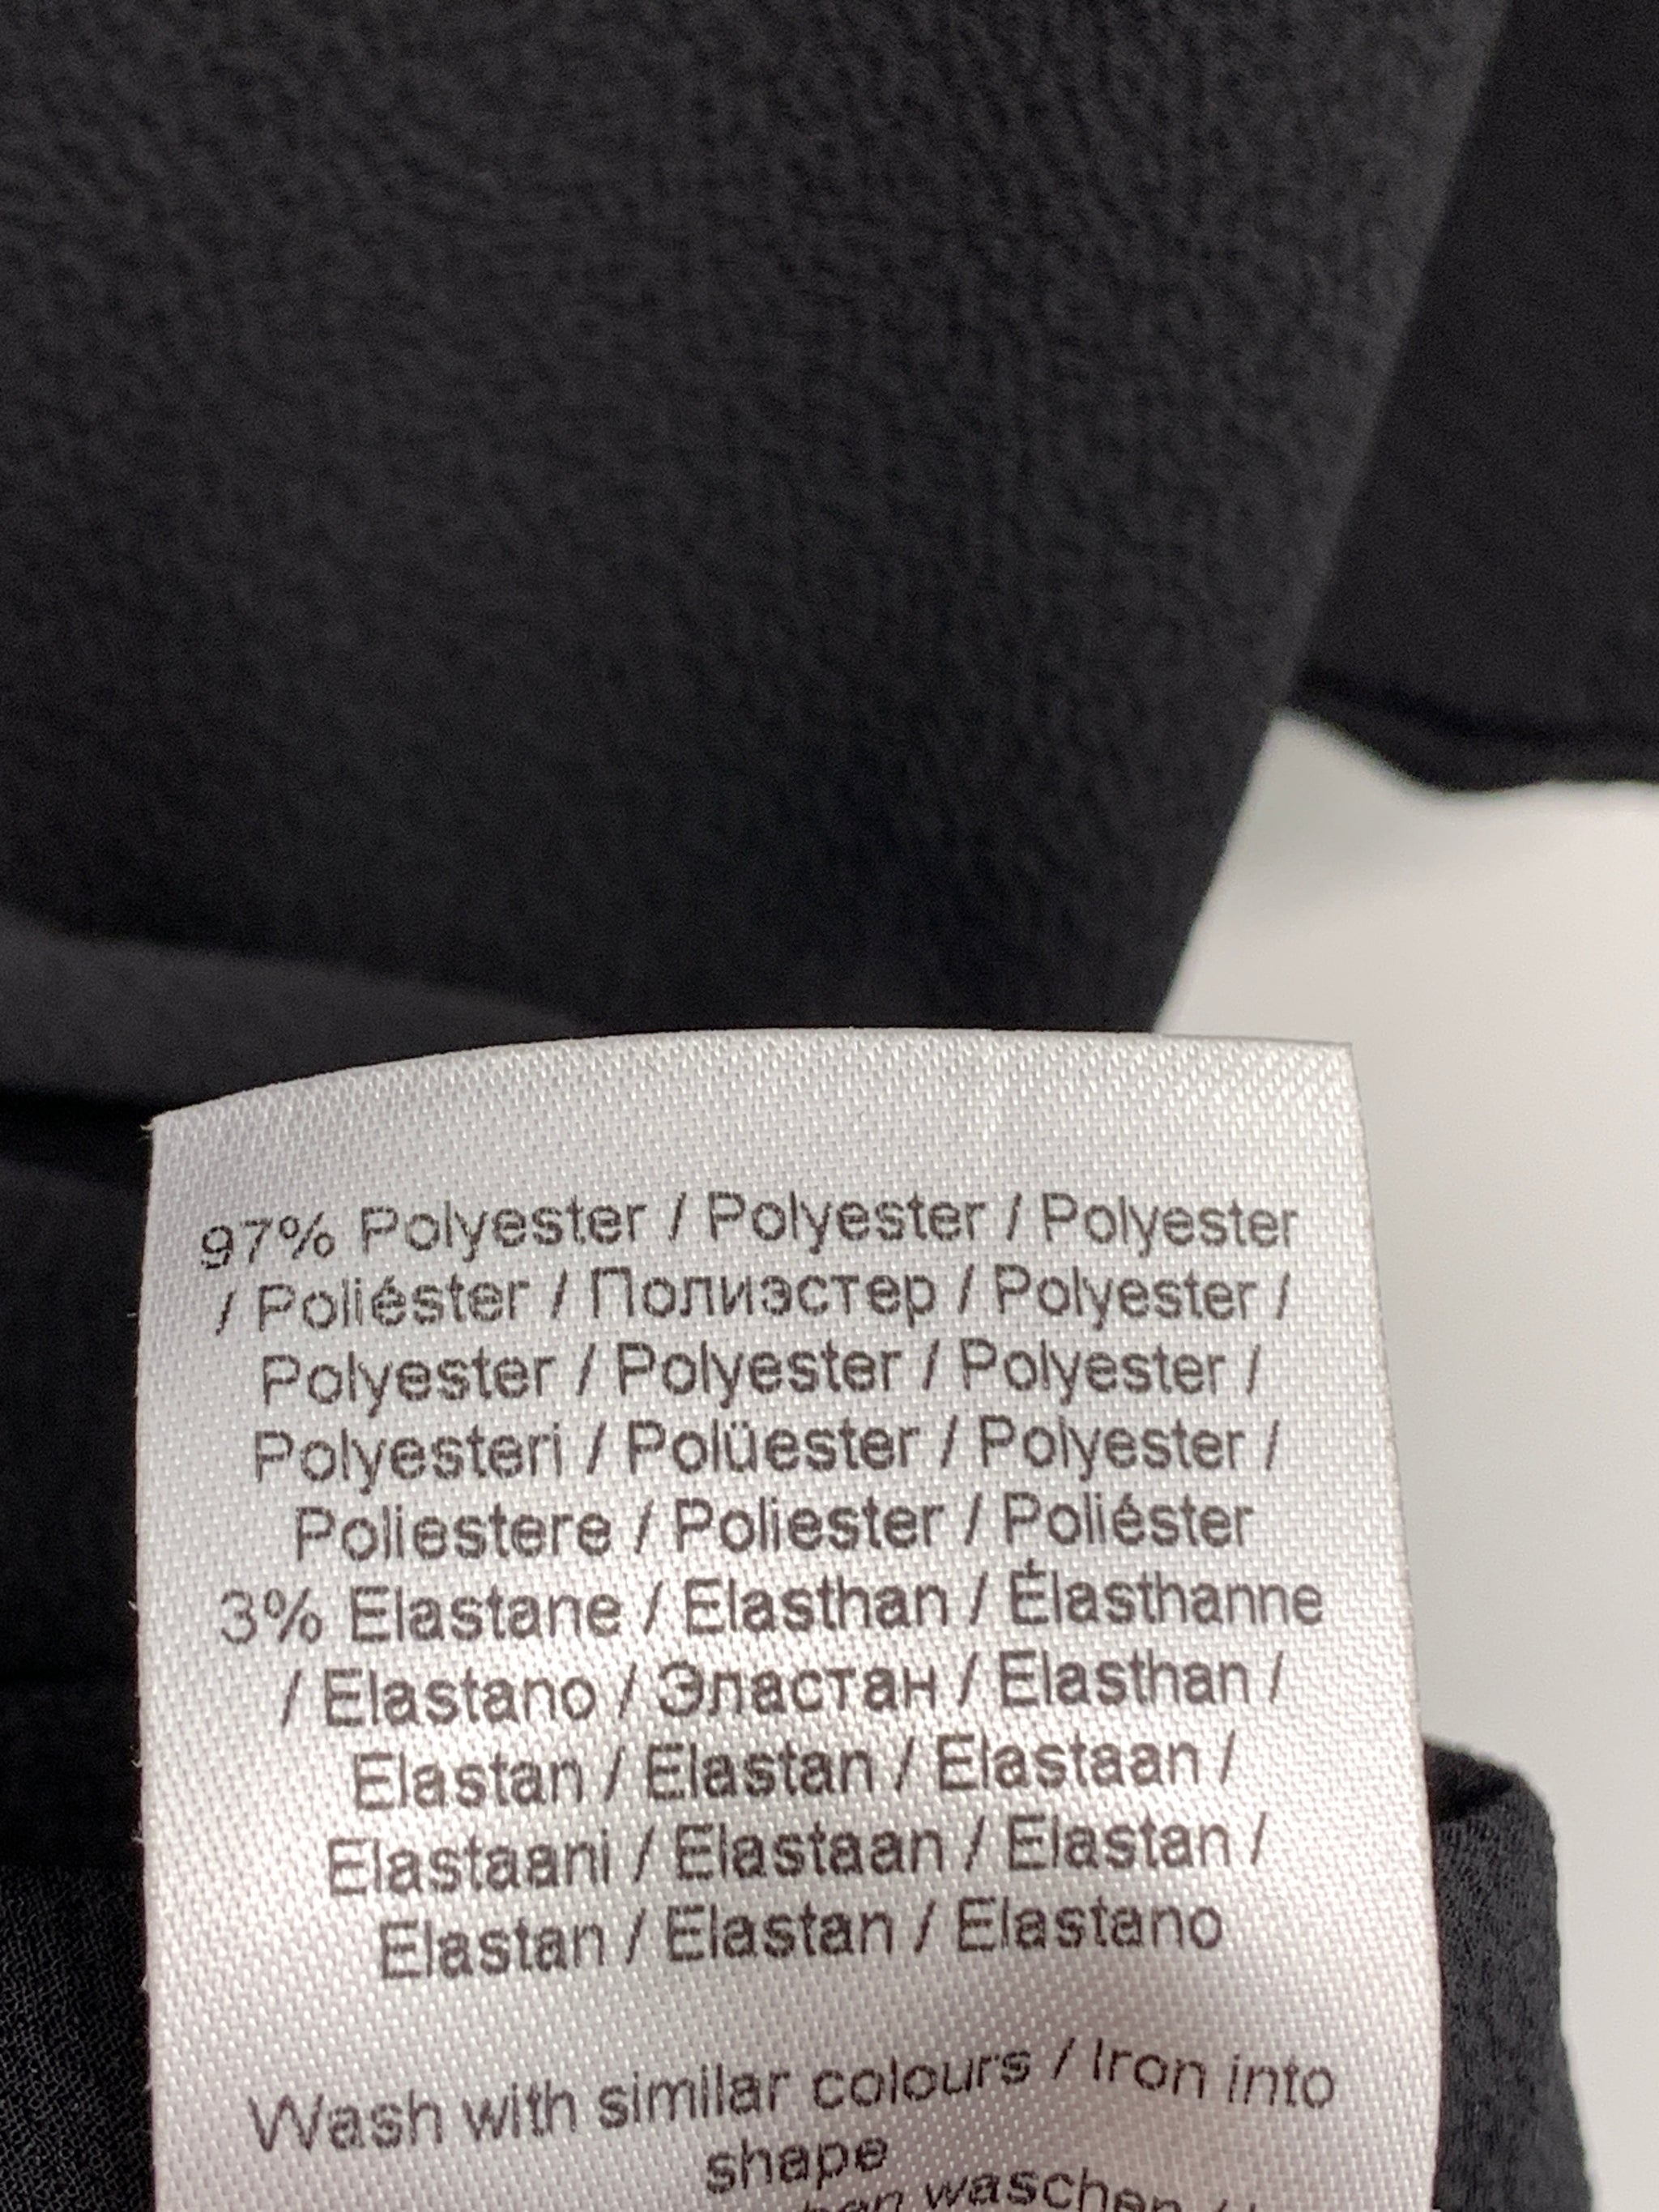 97% Polyester / Polyester / Polyester
/ Poliéster / Полиэстер / Polyester /
Polyester / Polyester / Polyester /
Polyesteri / Polüester / Polyester /
Poliestere / Poliester / Poliéster
3% Elastane / Elasthan / Élasthanne
/ Elastano / Эластан / Elasthan /
Elastan / Elastan / Elastaan /
Elastaani / Elastaan / Elastan /
Elastan / Elastan / Elastano
Wash with similar colours / Iron into
shape
waschen /